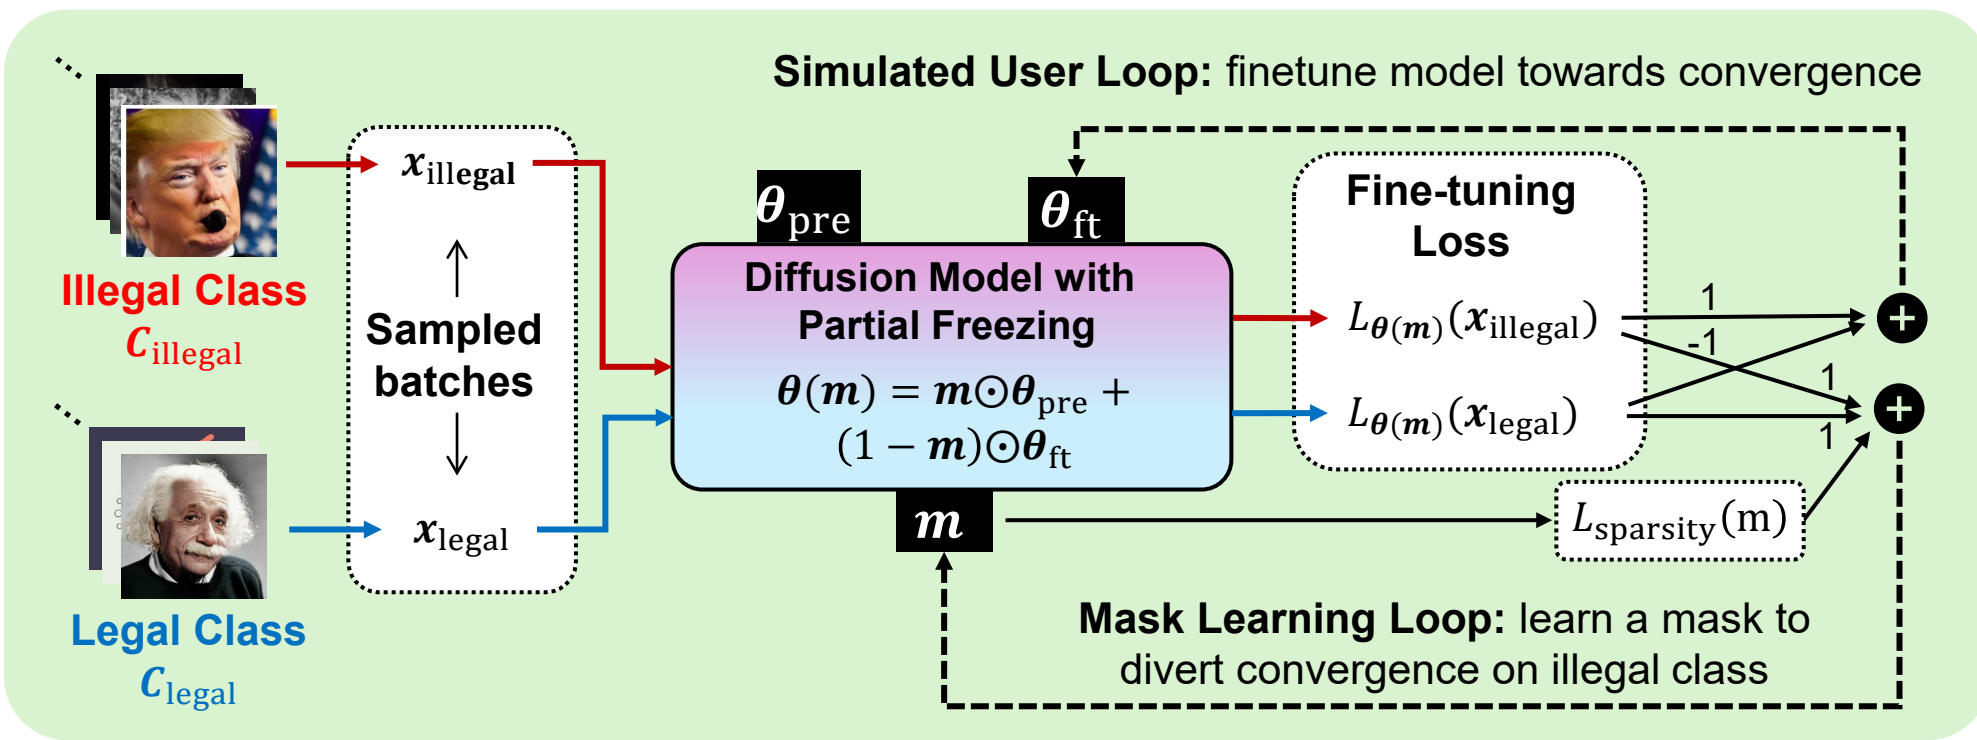 Simulated User Loop: finetune model towards convergence
Illegal Class
C_illegal
Legal Class
C_legal
x_illegal
Sampled
batches
x_legal
θ_pre
θ_ft
Diffusion Model with
Partial Freezing
θ(m) = m⊙θ_pre +
(1 − m)⊙θ_ft
m
Fine-tuning
Loss
L_θ(m)(x_illegal)
L_θ(m)(x_legal)
1
-1
1
1
+
+
L_sparsity(m)
Mask Learning Loop: learn a mask to
divert convergence on illegal class